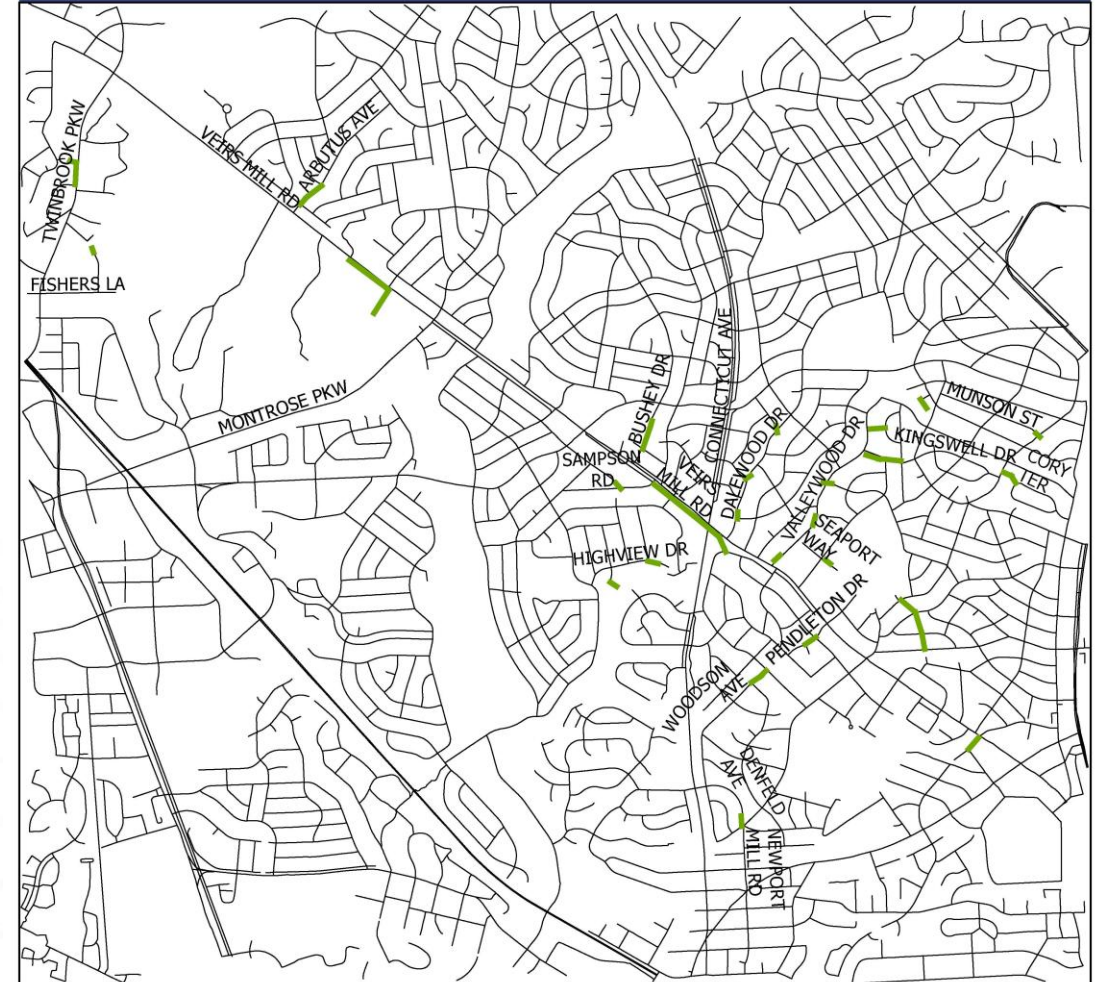 TWINBROOK PKW
VEIRS MILL RD
ARBUTUS AVE
FISHERS LA
MONTROSE PKW
BUSHEY DR
CONNECTICUT AVE
SAMPSON
RD
VEIRS
MILL RD
DALEWOOD DR
VALLEYWOOD DR
MUNSON ST
KINGSWELL DR
CORY
TER
HIGHVIEW DR
SEAPORT
WAY
PENDLETON DR
WOODSON
AVE
DENFELD
AVE
NEWPORT
MILL RD